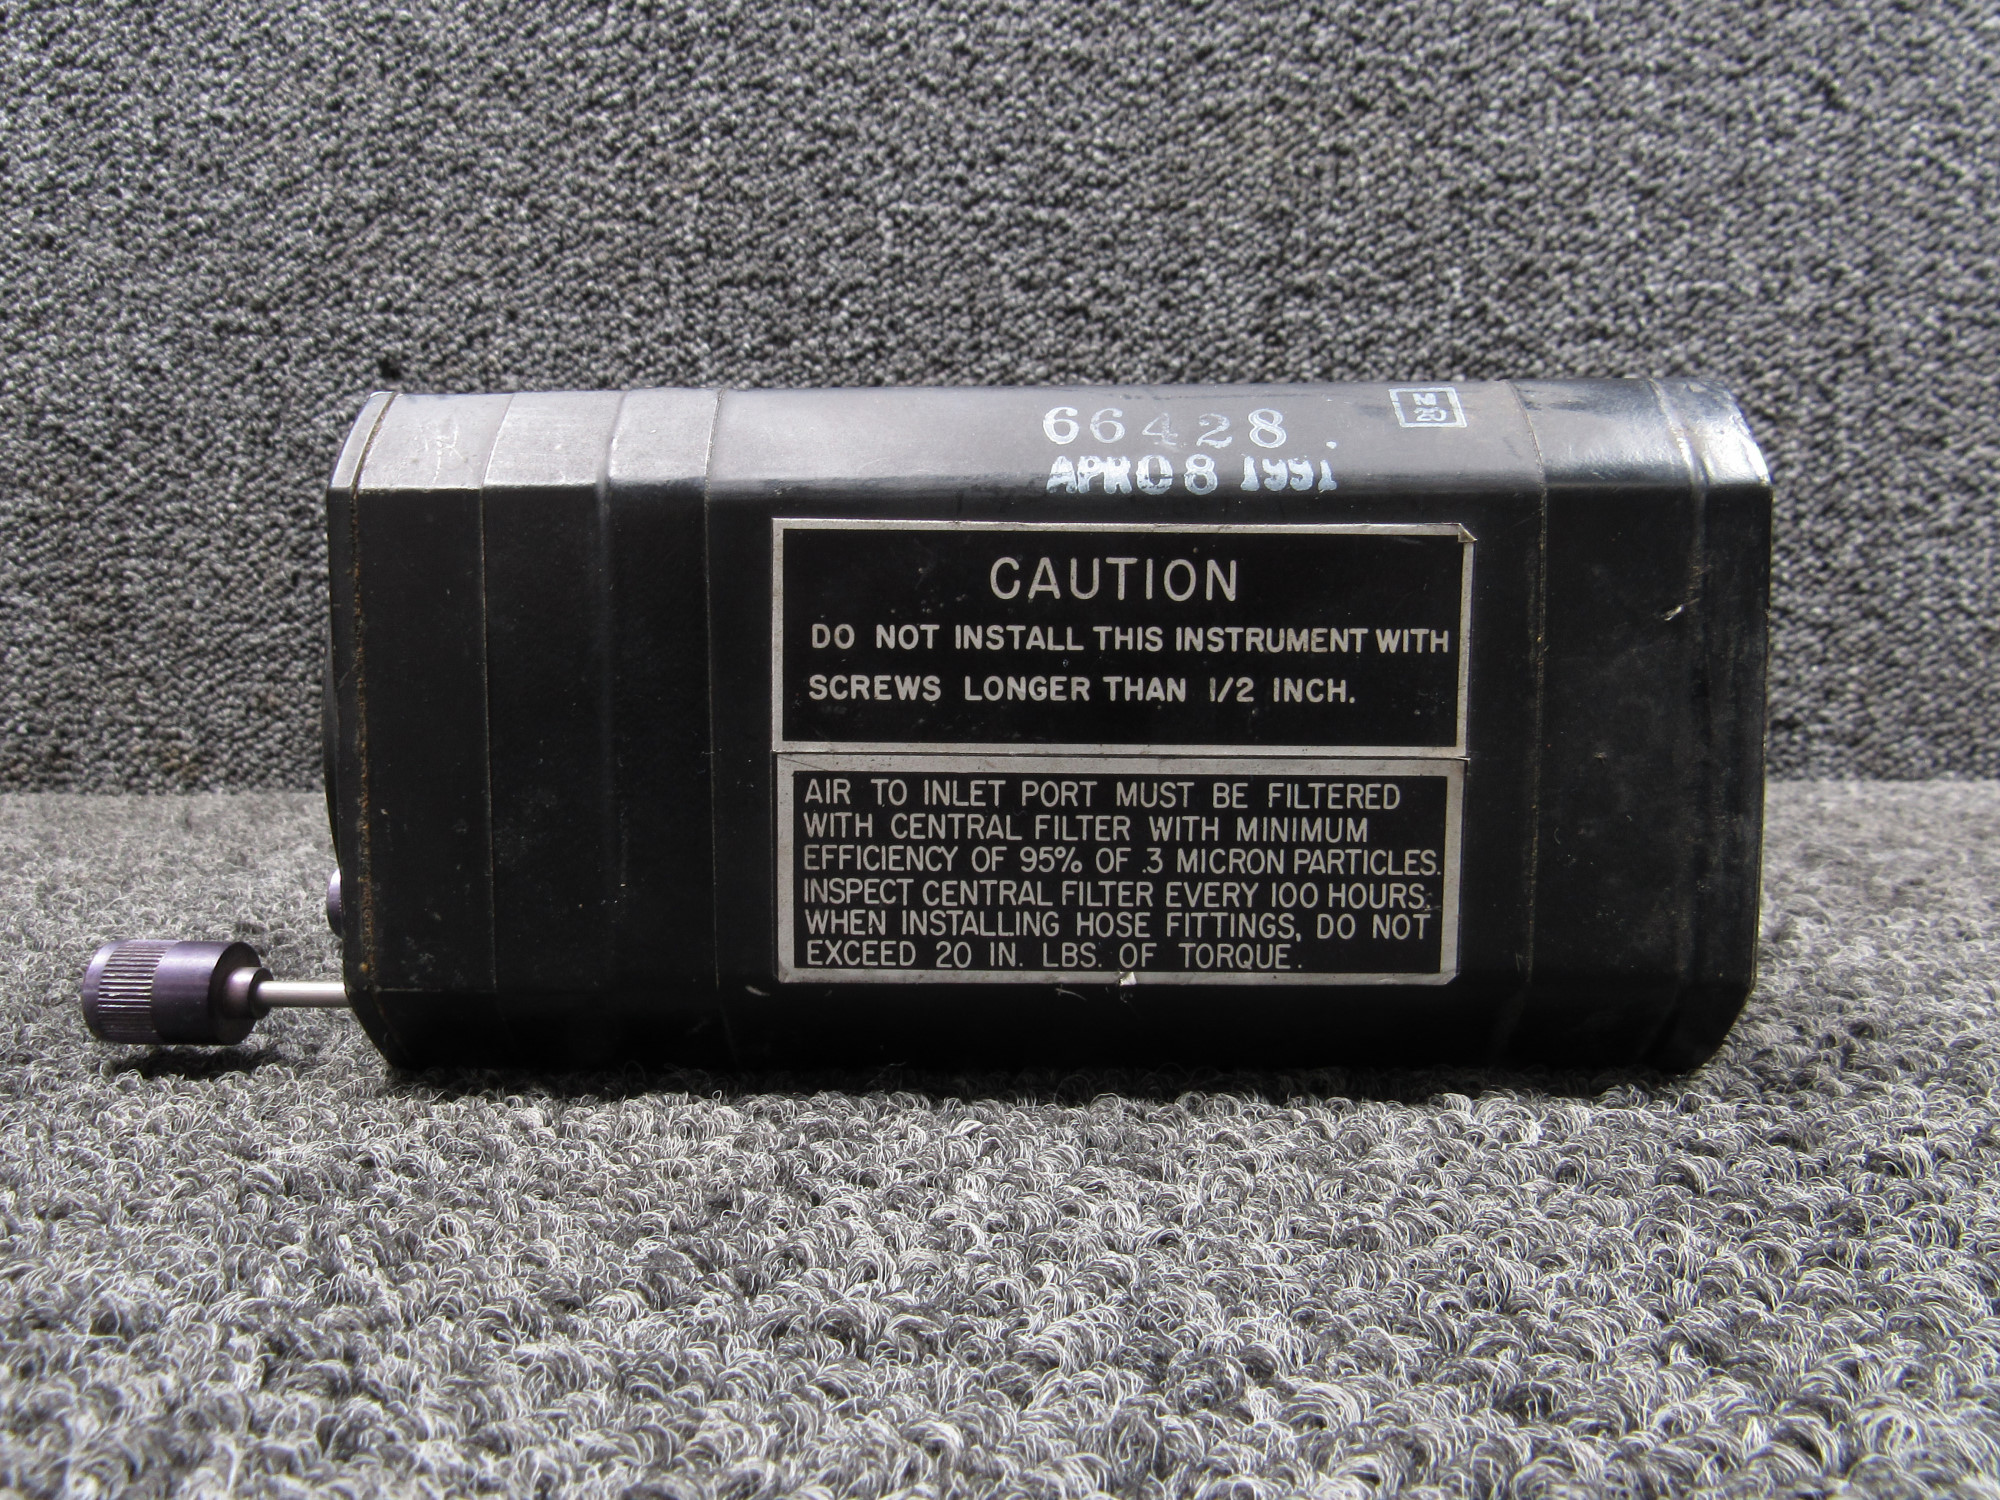 66428
M
20
APR 08 1991
CAUTION
DO NOT INSTALL THIS INSTRUMENT WITH
SCREWS LONGER THAN 1/2 INCH.
AIR TO INLET PORT MUST BE FILTERED
WITH CENTRAL FILTER WITH MINIMUM
EFFICIENCY OF 95% OF .3 MICRON PARTICLES.
INSPECT CENTRAL FILTER EVERY 100 HOURS.
WHEN INSTALLING HOSE FITTINGS, DO NOT
EXCEED 20 IN. LBS. OF TORQUE.